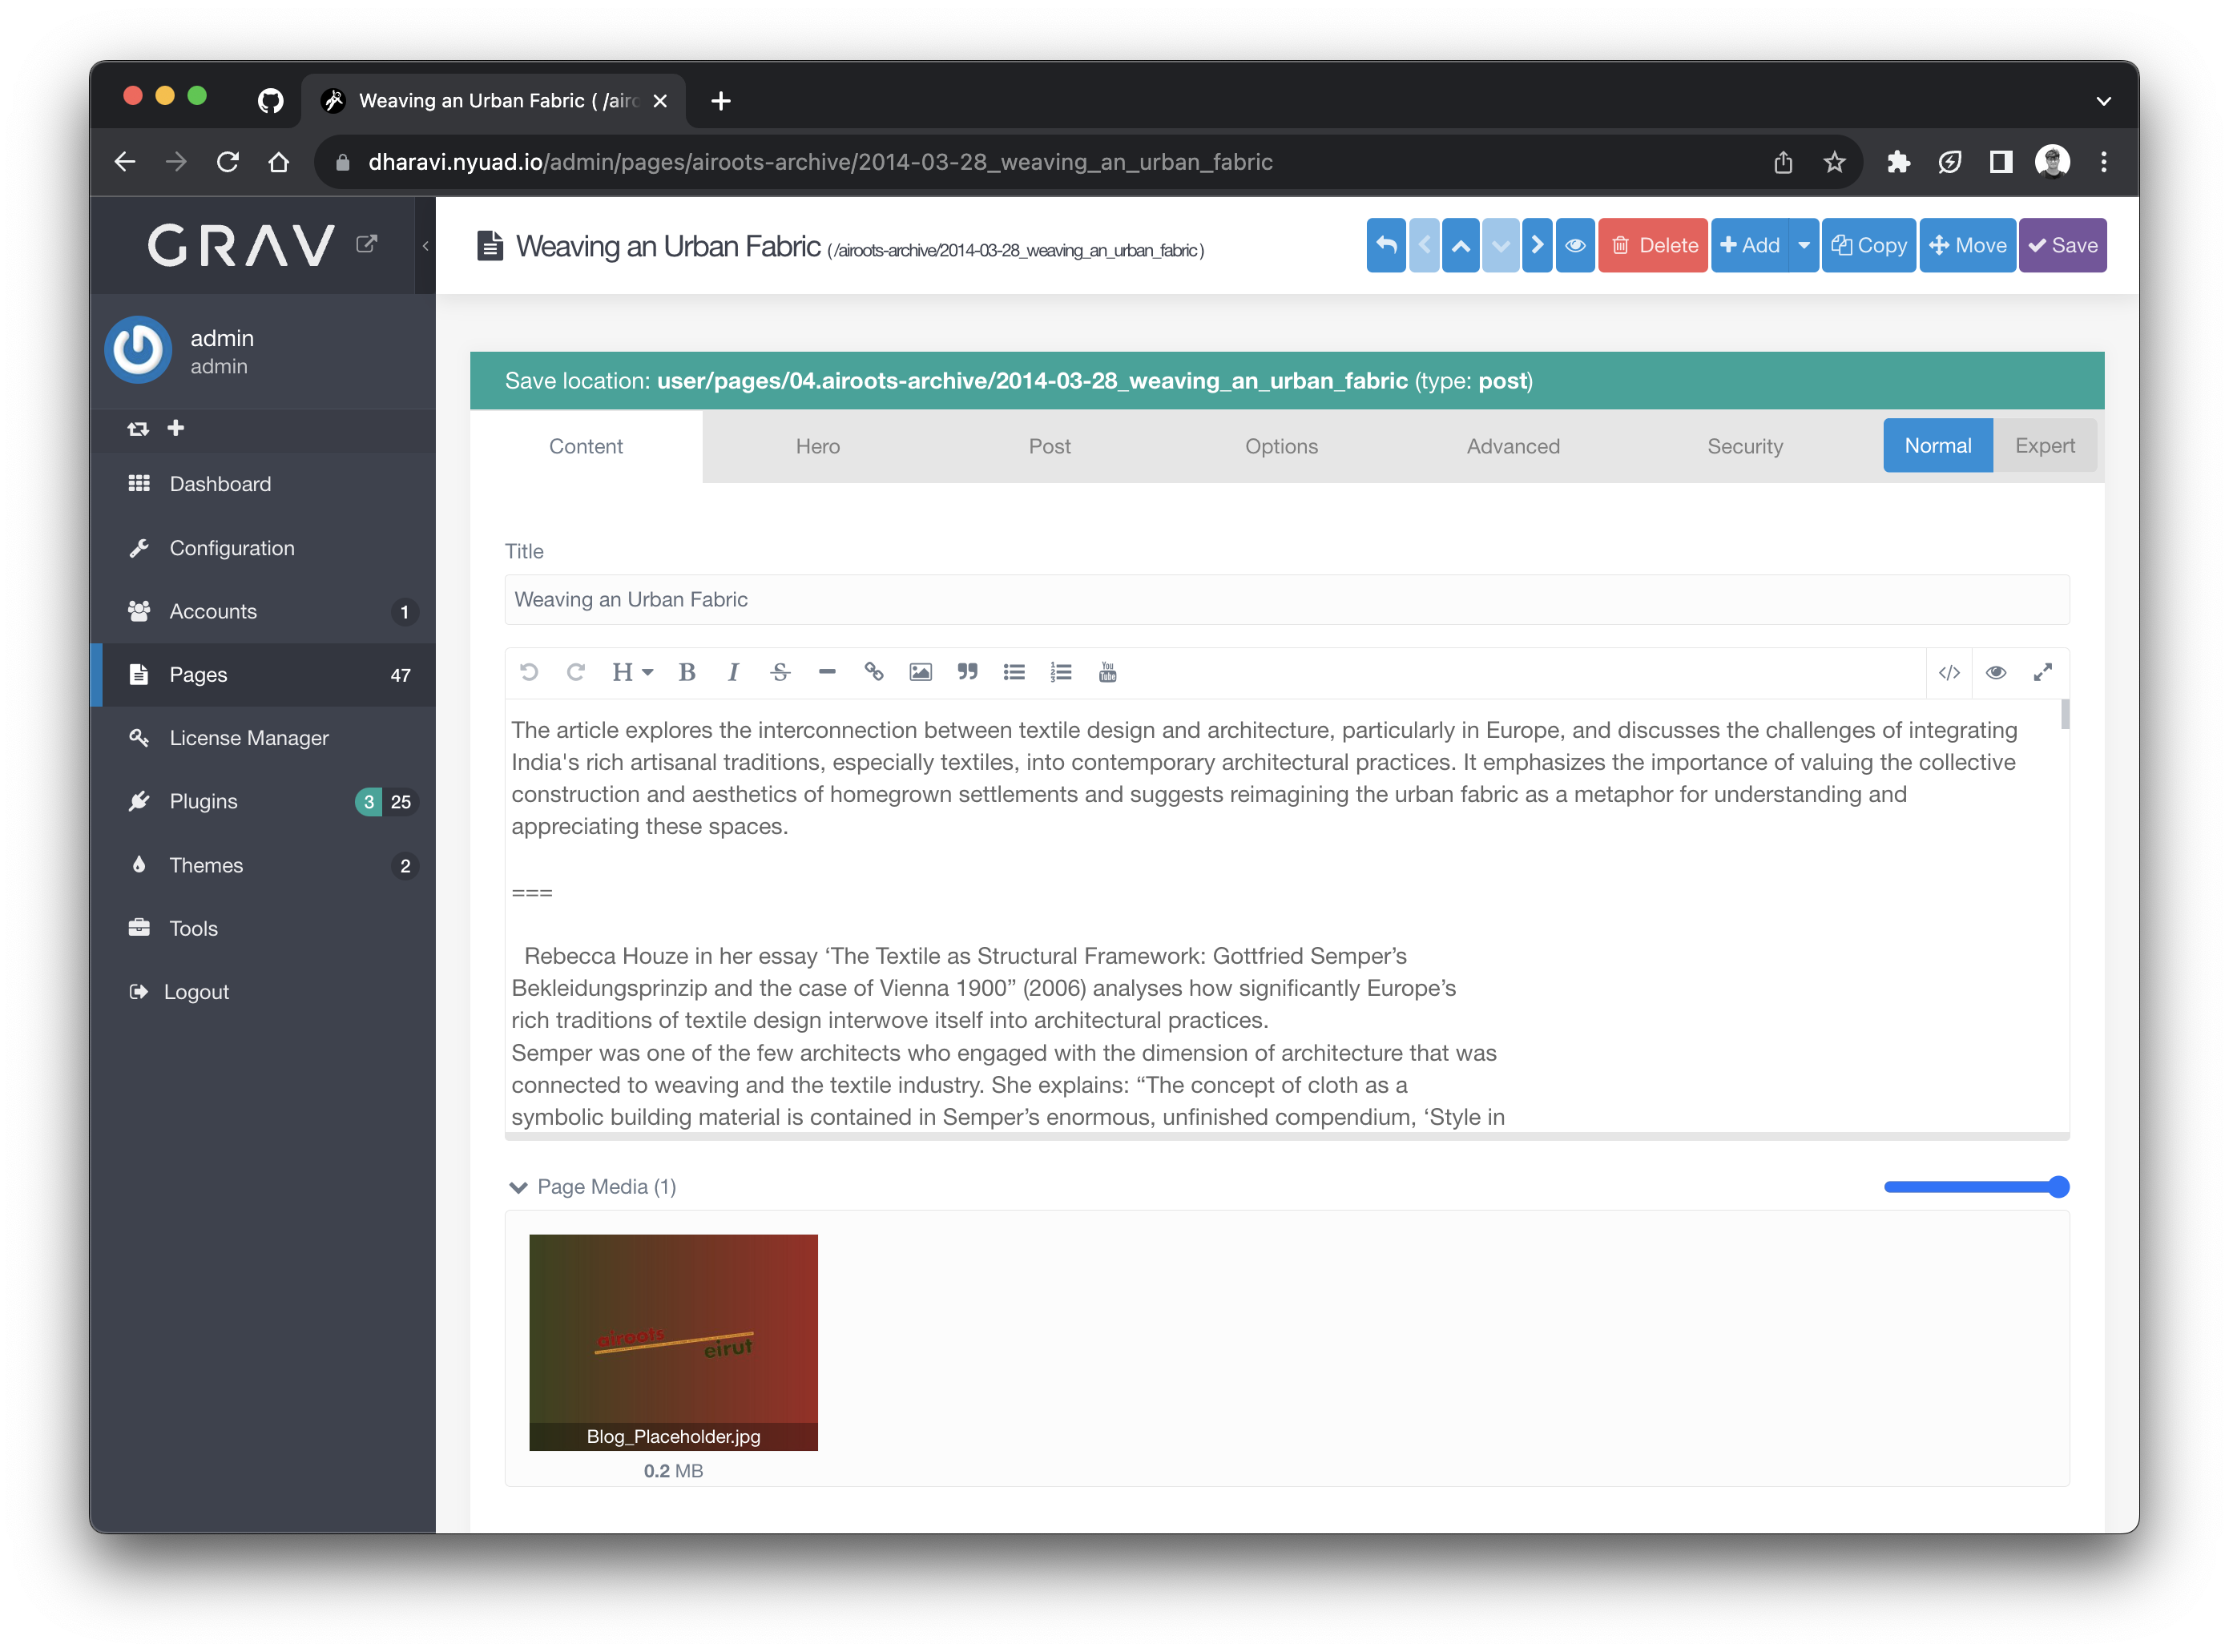 Weaving an Urban Fabric ( /airo
dharavi.nyuad.io/admin/pages/airoots-archive/2014-03-28_weaving_an_urban_fabric
GRAV
Weaving an Urban Fabric (/airoots-archive/2014-03-28_weaving_an_urban_fabric)
Delete
Add
Copy
Move
Save
admin
admin
Dashboard
Configuration
Accounts 1
Pages 47
License Manager
Plugins 3 25
Themes 2
Tools
Logout
Save location: user/pages/04.airoots-archive/2014-03-28_weaving_an_urban_fabric (type: post)
Content Hero Post Options Advanced Security Normal Expert
Title
Weaving an Urban Fabric
H B I S You Tube </>
The article explores the interconnection between textile design and architecture, particularly in Europe, and discusses the challenges of integrating
India's rich artisanal traditions, especially textiles, into contemporary architectural practices. It emphasizes the importance of valuing the collective
construction and aesthetics of homegrown settlements and suggests reimagining the urban fabric as a metaphor for understanding and
appreciating these spaces.
===
Rebecca Houze in her essay ‘The Textile as Structural Framework: Gottfried Semper’s
Bekleidungsprinzip and the case of Vienna 1900” (2006) analyses how significantly Europe’s
rich traditions of textile design interwove itself into architectural practices.
Semper was one of the few architects who engaged with the dimension of architecture that was
connected to weaving and the textile industry. She explains: “The concept of cloth as a
symbolic building material is contained in Semper’s enormous, unfinished compendium, ‘Style in
Page Media (1)
airoots
eirut
Blog_Placeholder.jpg
0.2 MB